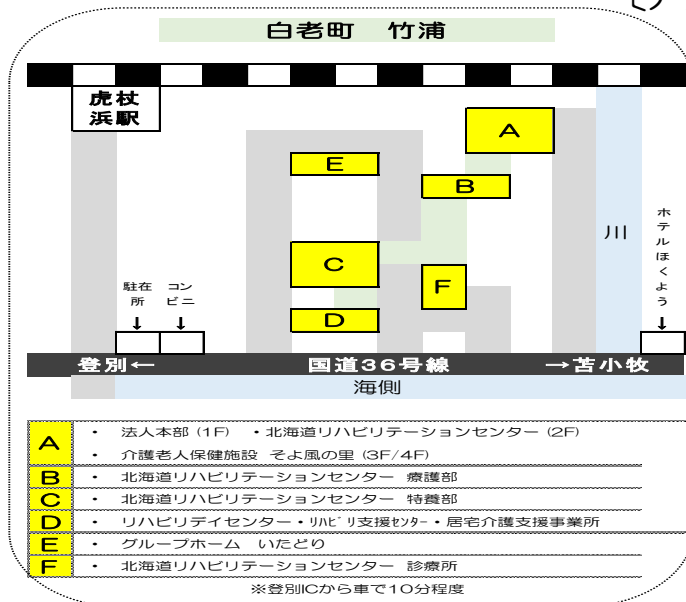 白老町 竹浦
虎杖
浜駅
A
E
B
川
ホテルほくよう
↓
C
F
駐在
所
↓
コン
ビニ
↓
D
登別← 国道36号線 →苫小牧
海側
A ・ 法人本部 (1F) ・北海道リハビリテーションセンター (2F)
・ 介護老人保健施設 そよ風の里 (3F/4F)
B ・ 北海道リハビリテーションセンター 療護部
C ・ 北海道リハビリテーションセンター 特養部
D ・ リハビリデイセンター・ﾘﾊﾋﾞﾘ支援ｾﾝﾀｰ・居宅介護支援事業所
E ・ グループホーム いたどり
F ・ 北海道リハビリテーションセンター 診療所
※登別ICから車で10分程度